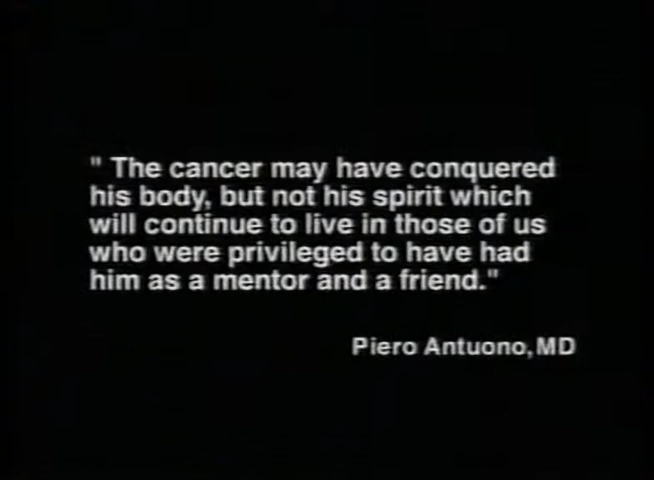 " The cancer may have conquered
his body, but not his spirit which
will continue to live in those of us
who were privileged to have had
him as a mentor and a friend."
Piero Antuono, MD